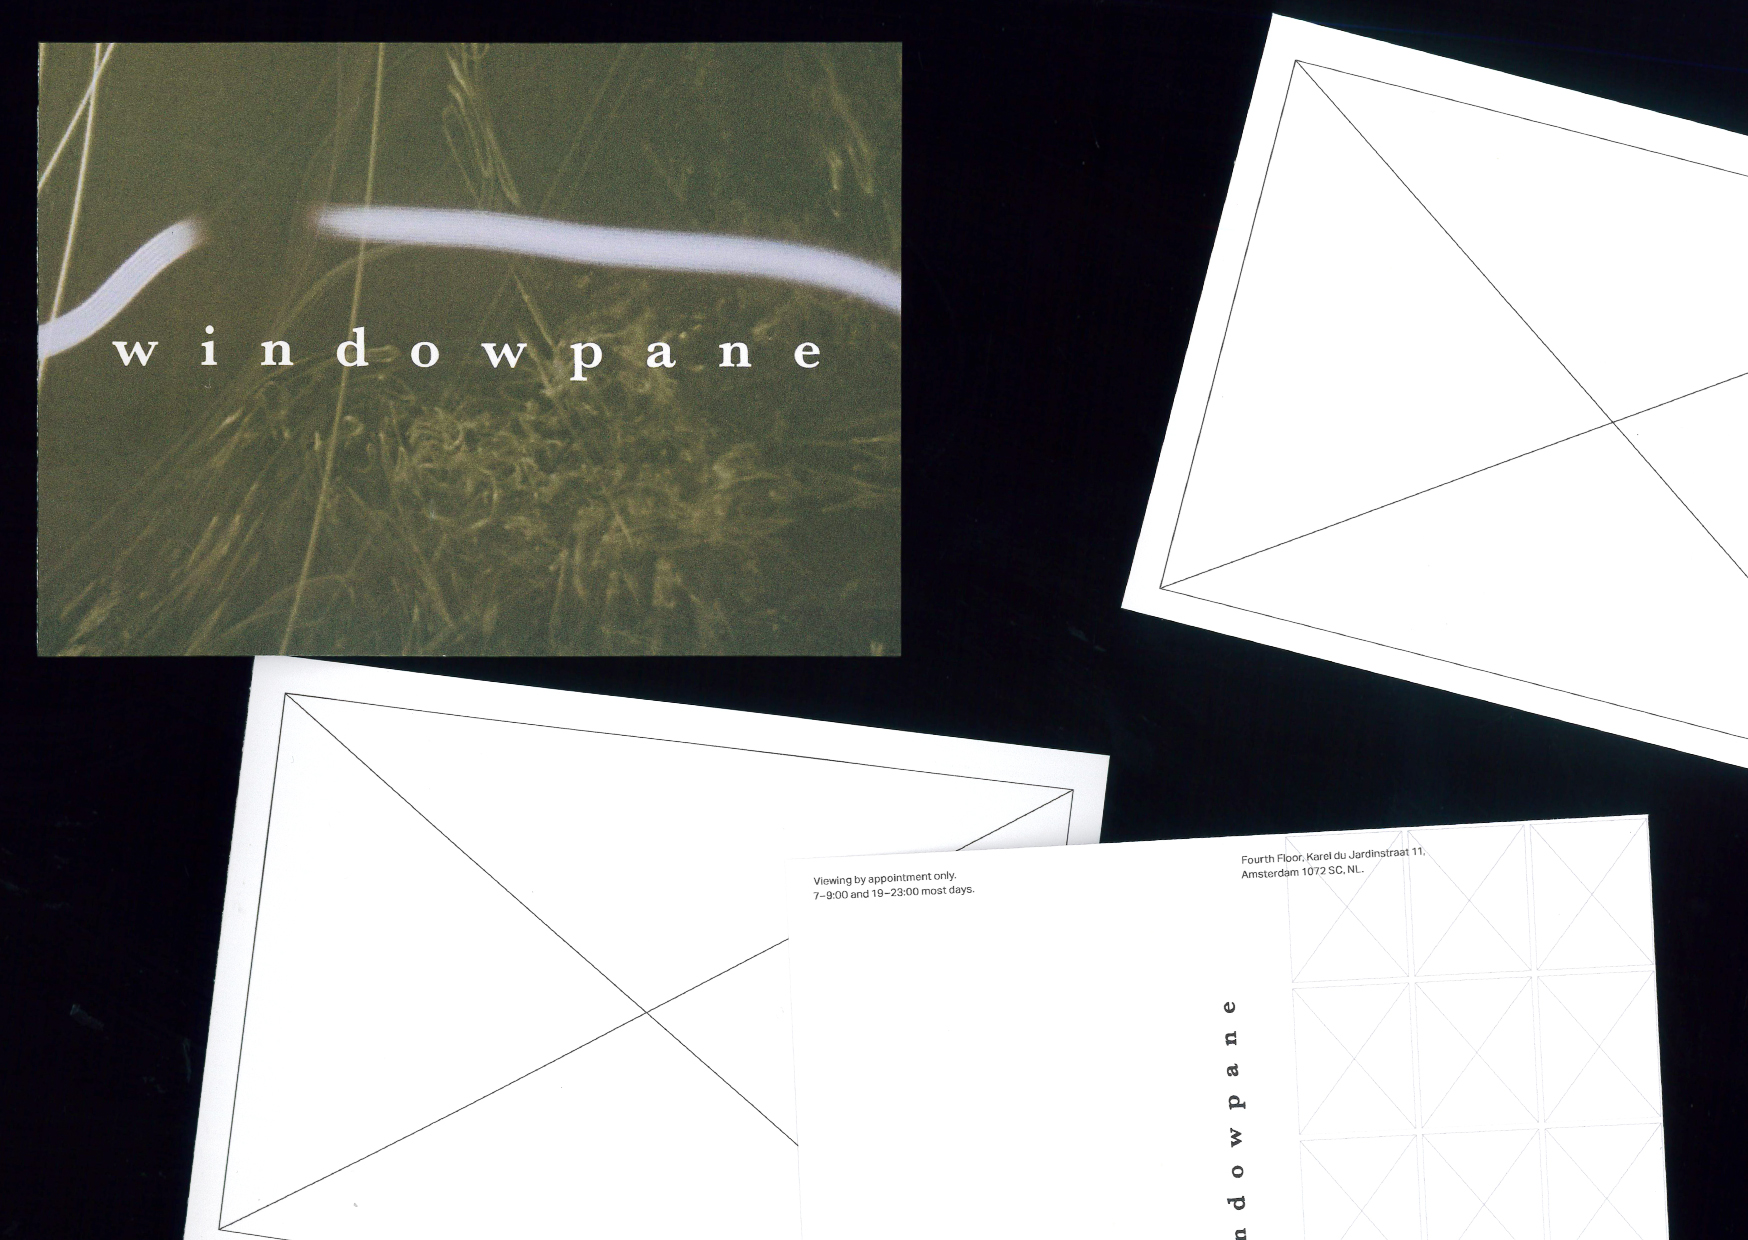 w i n d o w p a n e
Viewing by appointment only.
7–9:00 and 19–23:00 most days.
Fourth Floor, Karel du Jardinstraat 11,
Amsterdam 1072 SC, NL.
n d o w p a n e